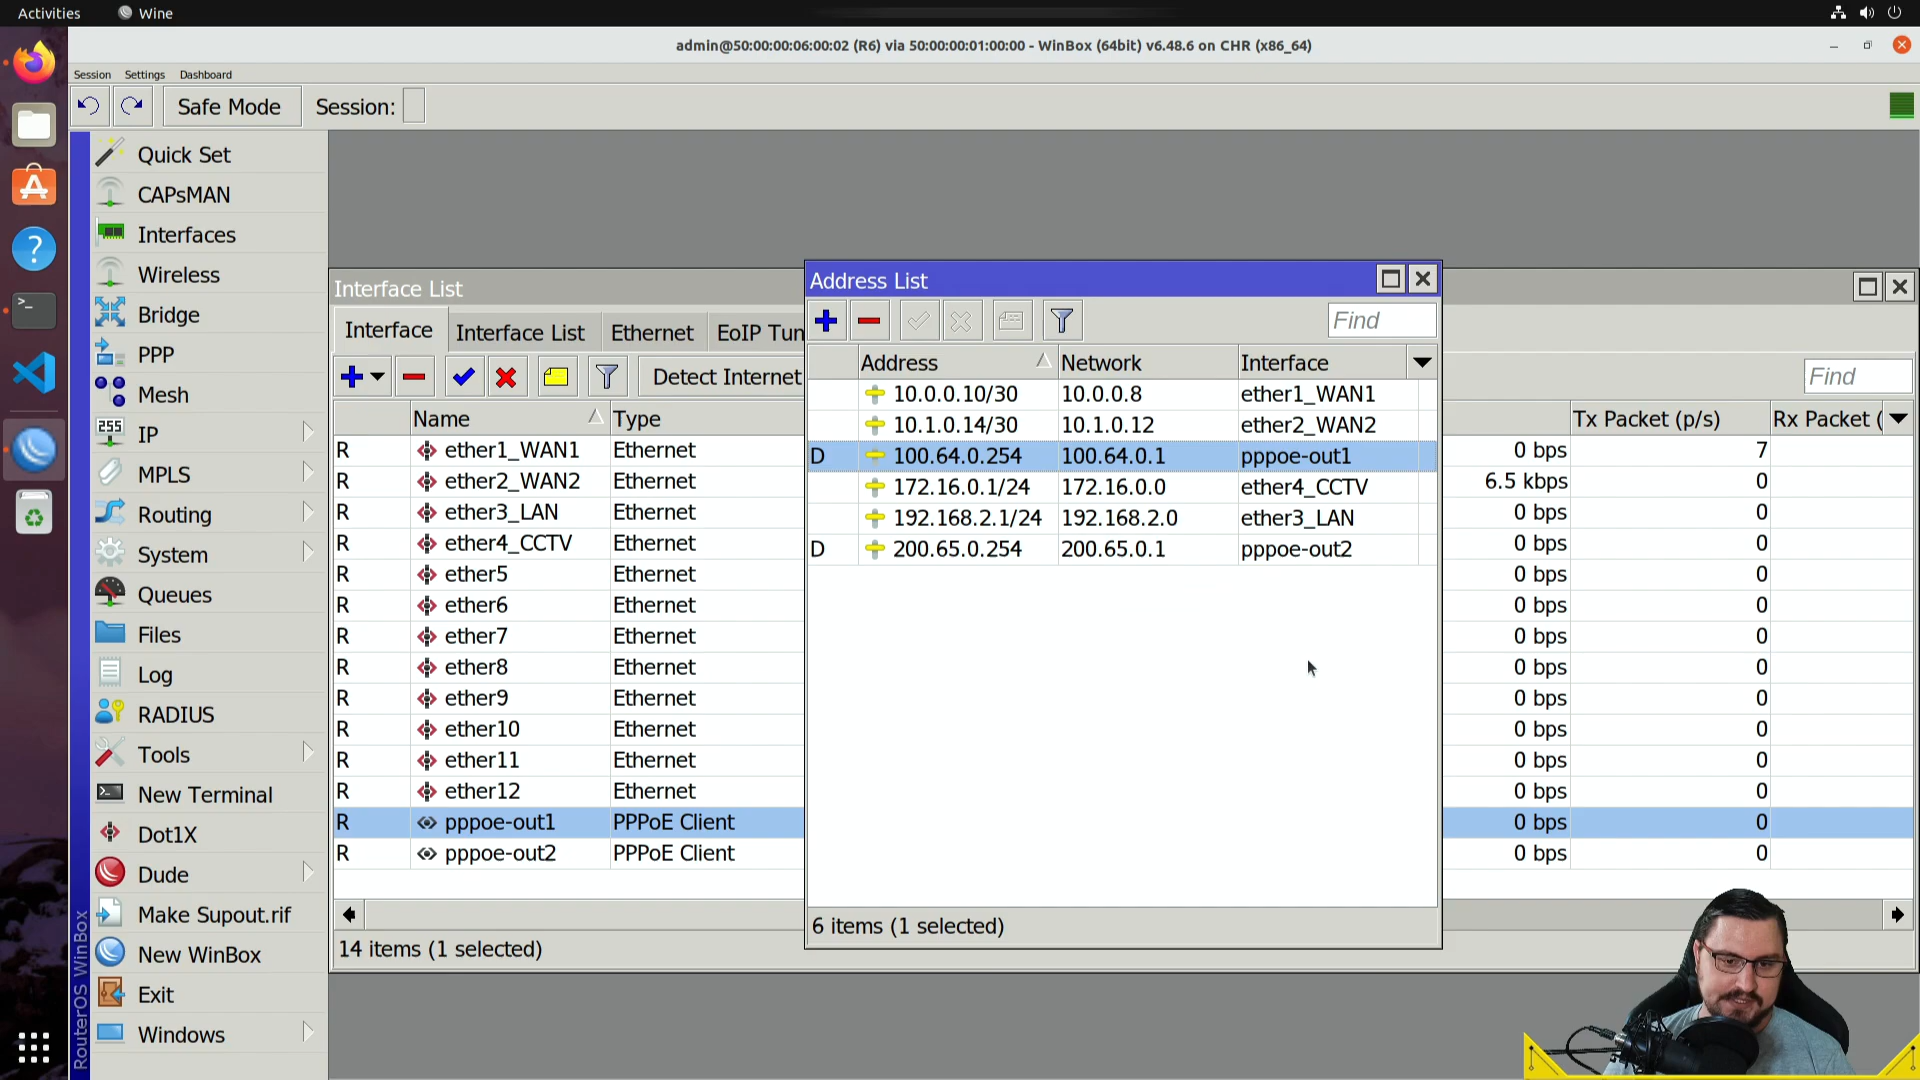 Activities
Wine
admin@50:00:00:06:00:02 (R6) via 50:00:00:01:00:00 - WinBox (64bit) v6.48.6 on CHR (x86_64)
Session Settings Dashboard
Safe Mode Session:
Quick Set
CAPsMAN
Interfaces
Wireless
Bridge
PPP
Mesh
255 IP
MPLS
Routing
System
Queues
Files
Log
RADIUS
Tools
New Terminal
Dot1X
Dude
Make Supout.rif
New WinBox
Exit
Windows
RouterOS WinBox
Interface List
Interface Interface List Ethernet EoIP Tun
Detect Internet
Find
Name Type
Tx Packet (p/s) Rx Packet (
R ether1_WAN1 Ethernet 0 bps 7
R ether2_WAN2 Ethernet 6.5 kbps 0
R ether3_LAN Ethernet 0 bps 0
R ether4_CCTV Ethernet 0 bps 0
R ether5 Ethernet 0 bps 0
R ether6 Ethernet 0 bps 0
R ether7 Ethernet 0 bps 0
R ether8 Ethernet 0 bps 0
R ether9 Ethernet 0 bps 0
R ether10 Ethernet 0 bps 0
R ether11 Ethernet 0 bps 0
R ether12 Ethernet 0 bps 0
R pppoe-out1 PPPoE Client 0 bps 0
R pppoe-out2 PPPoE Client 0 bps 0
14 items (1 selected)
Address List
Find
Address Network Interface
10.0.0.10/30 10.0.0.8 ether1_WAN1
10.1.0.14/30 10.1.0.12 ether2_WAN2
D 100.64.0.254 100.64.0.1 pppoe-out1
172.16.0.1/24 172.16.0.0 ether4_CCTV
192.168.2.1/24 192.168.2.0 ether3_LAN
D 200.65.0.254 200.65.0.1 pppoe-out2
6 items (1 selected)